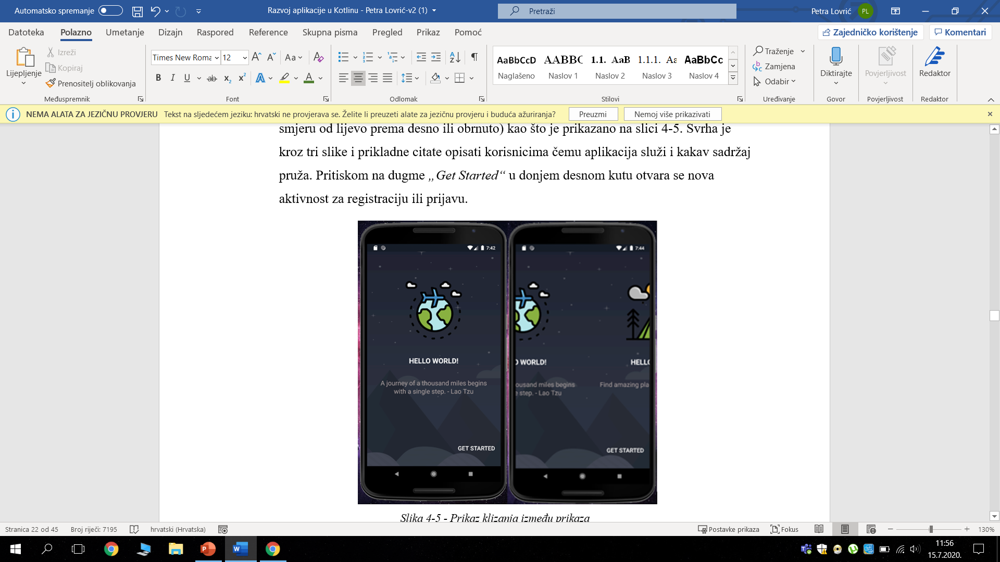 Automatsko spremanje
Razvoj aplikacije u Kotlinu - Petra Lovrić-v2 (1)
Pretraži
Petra Lovrić
PL
Datoteka Polazno Umetanje Dizajn Raspored Reference Skupna pisma Pregled Prikaz Pomoć
Zajedničko korištenje
Komentari
Lijepljenje
Izreži
Kopiraj
Prenositelj oblikovanja
Međuspremnik
Times New Roma
12
Font
Odlomak
AaBbCcD AABBC 1.1. AaB 1.1.1. Aa AaBbCc
Naglašeno Naslov 1 Naslov 2 Naslov 3 Naslov 4
Stilovi
Traženje
Zamjena
Odabir
Uređivanje
Diktirajte
Govor
Povjerljivost
Povjerljivost
Redaktor
Redaktor
NEMA ALATA ZA JEZIČNU PROVJERU Tekst na sljedećem jeziku: hrvatski ne provjerava se. Želite li preuzeti alate za jezičnu provjeru i buduća ažuriranja? Preuzmi Nemoj više prikazivati
smjeru od lijevo prema desno ili obrnuto) kao što je prikazano na slici 4-5. Svrha je
kroz tri slike i prikladne citate opisati korisnicima čemu aplikacija služi i kakav sadržaj
pruža. Pritiskom na dugme „Get Started“ u donjem desnom kutu otvara se nova
aktivnost za registraciju ili prijavu.
7:42
HELLO WORLD!
A journey of a thousand miles begins
with a single step. - Lao Tzu
GET STARTED
7:44
O WORLD!
HELLO
ousand miles begins
e step. - Lao Tzu
Find amazing pla
GET STARTED
Slika 4-5 - Prikaz klizanja između prikaza
Stranica 22 od 45 Broj riječi: 7195 hrvatski (Hrvatska)
Postavke prikaza Fokus 130%
11:56
15.7.2020.